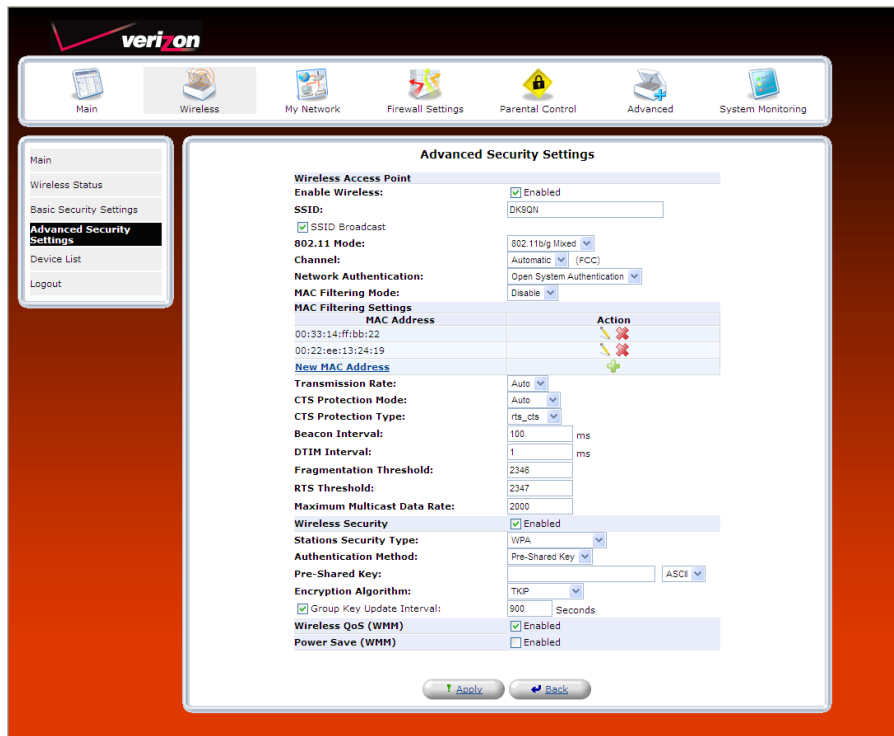 verizon
Main
Wireless
My Network
Firewall Settings
Parental Control
Advanced
System Monitoring
Main
Wireless Status
Basic Security Settings
Advanced Security
Settings
Device List
Logout
Advanced Security Settings
Wireless Access Point
Enable Wireless: Enabled
SSID: DK9QN
SSID Broadcast
802.11 Mode: 802.11b/g Mixed
Channel: Automatic (FCC)
Network Authentication: Open System Authentication
MAC Filtering Mode: Disable
MAC Filtering Settings
MAC Address Action
00:33:14:ff:bb:22
00:22:ee:13:24:19
New MAC Address
Transmission Rate: Auto
CTS Protection Mode: Auto
CTS Protection Type: rts_cts
Beacon Interval: 100 ms
DTIM Interval: 1 ms
Fragmentation Threshold: 2346
RTS Threshold: 2347
Maximum Multicast Data Rate: 2000
Wireless Security Enabled
Stations Security Type: WPA
Authentication Method: Pre-Shared Key
Pre-Shared Key: ASCII
Encryption Algorithm: TKIP
Group Key Update Interval: 900 Seconds
Wireless QoS (WMM) Enabled
Power Save (WMM) Enabled
Apply Back